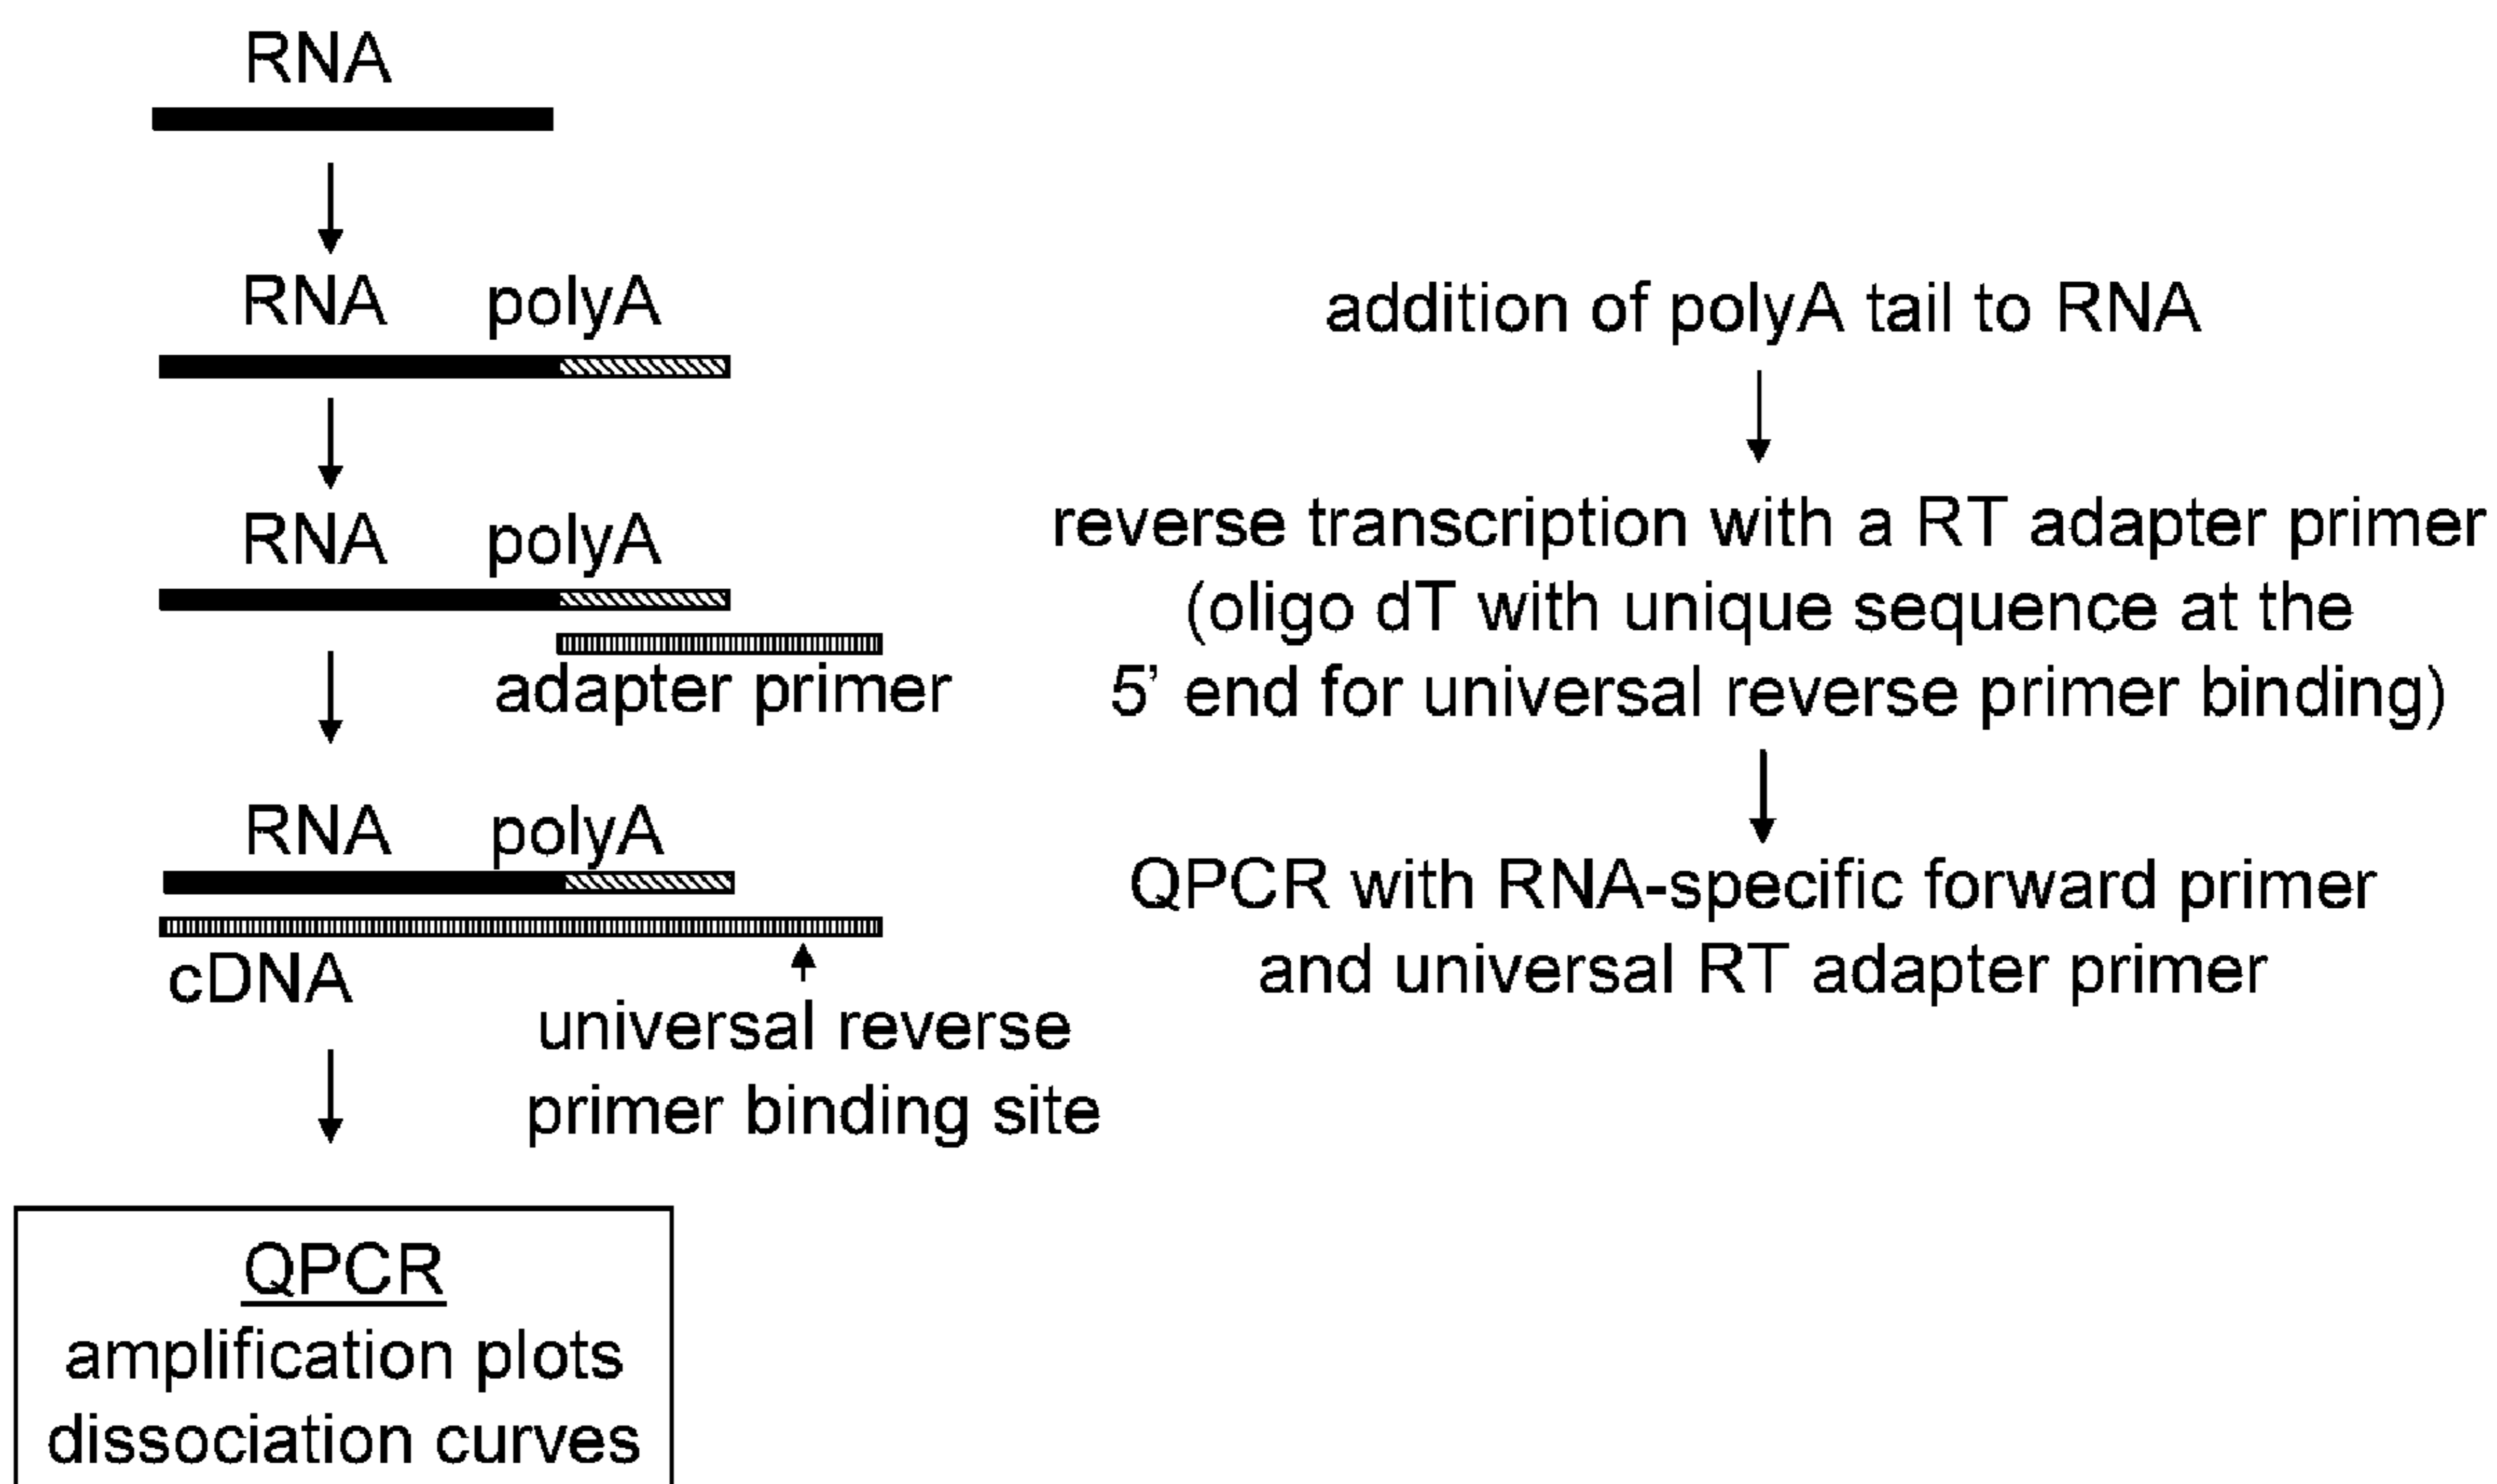 RNA
RNA polyA
addition of polyA tail to RNA
RNA polyA
adapter primer
reverse transcription with a RT adapter primer
(oligo dT with unique sequence at the
5’ end for universal reverse primer binding)
RNA polyA
cDNA
universal reverse
primer binding site
QPCR with RNA-specific forward primer
and universal RT adapter primer
QPCR
amplification plots
dissociation curves